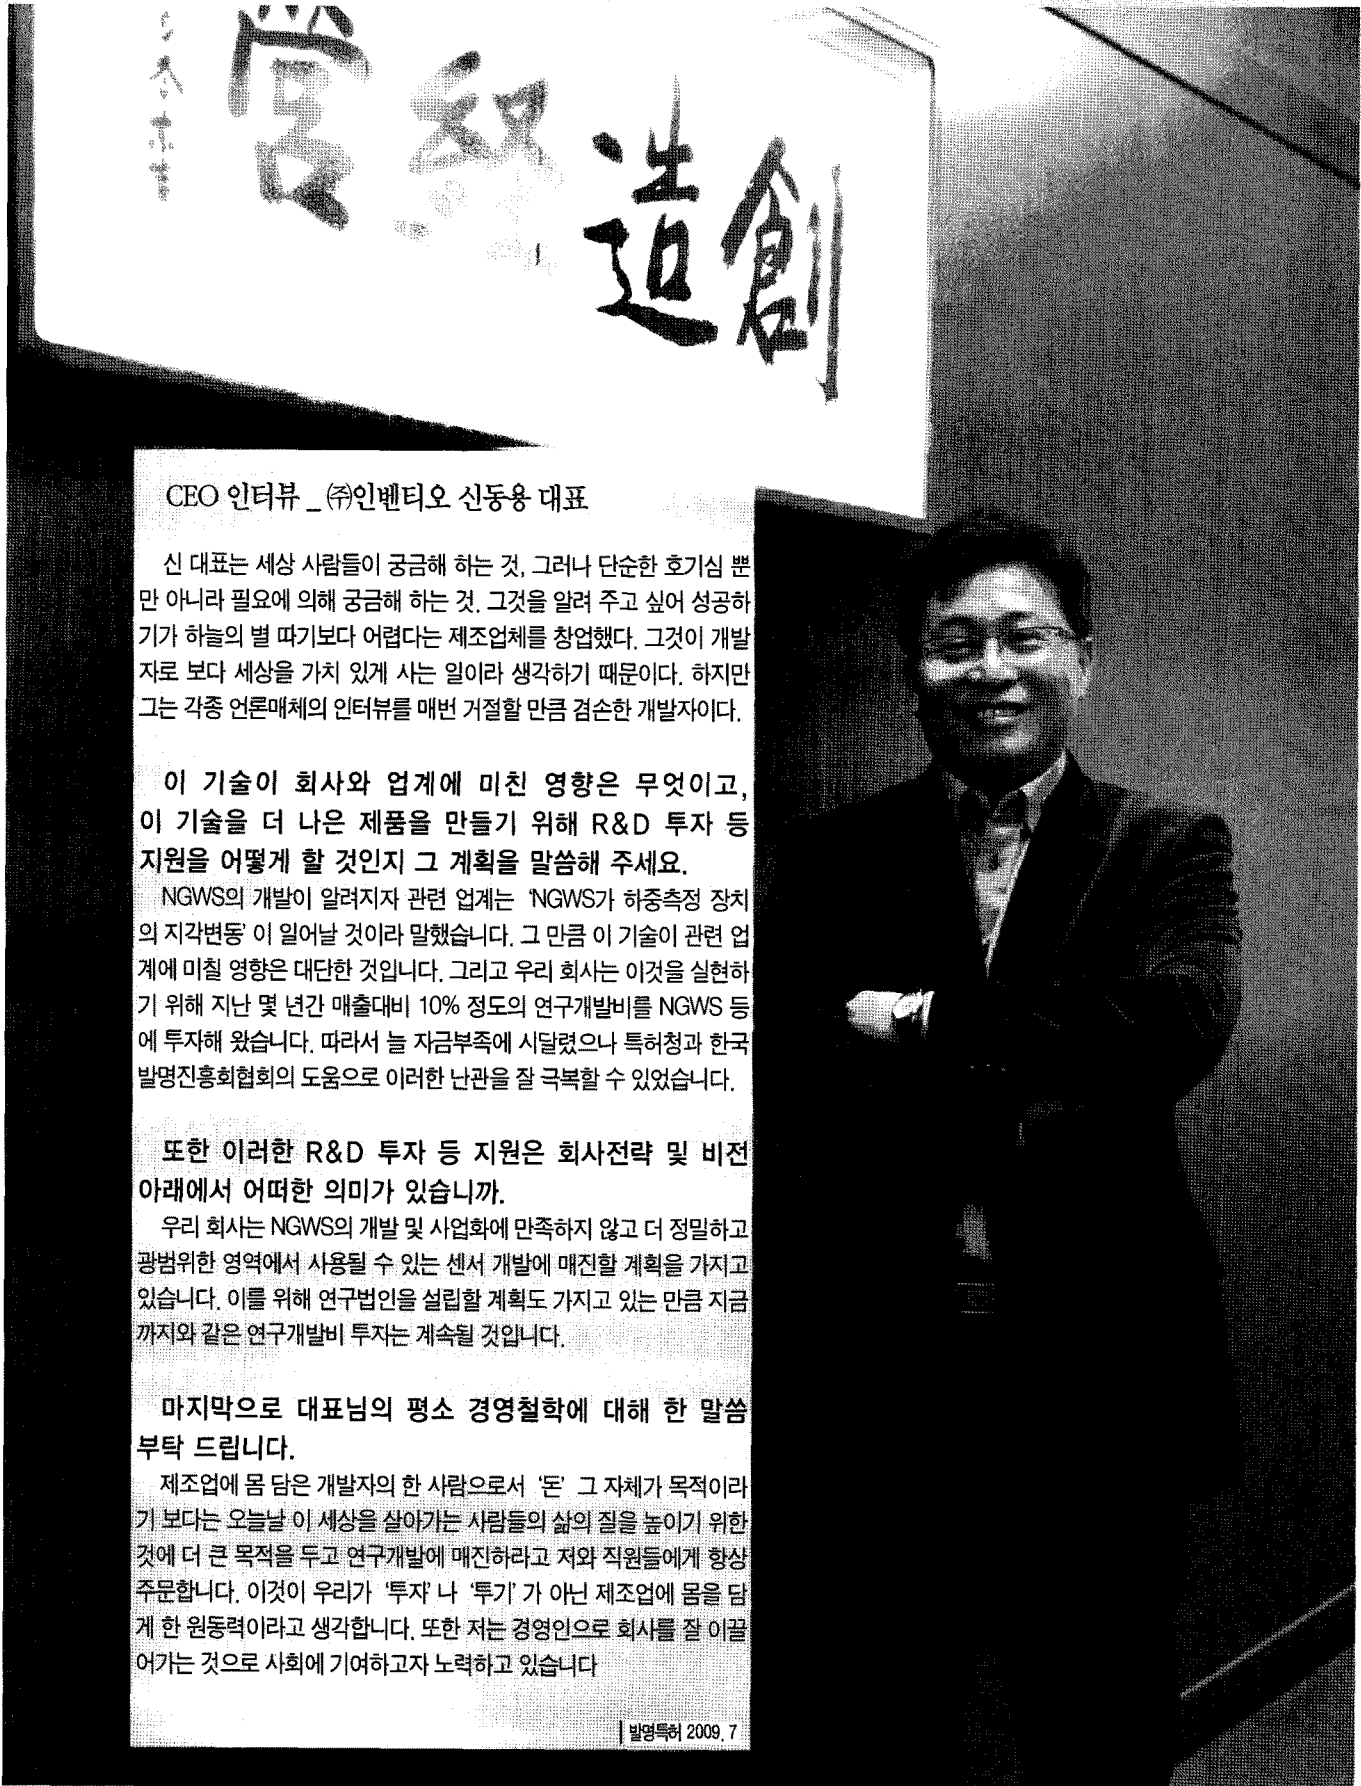 創造經營
CEO 인터뷰 _ ㈜인벤티오 신동용 대표
신 대표는 세상 사람들이 궁금해 하는 것, 그러나 단순한 호기심 뿐
만 아니라 필요에 의해 궁금해 하는 것. 그것을 알려 주고 싶어 성공하
기가 하늘의 별 따기보다 어렵다는 제조업체를 창업했다. 그것이 개발
자로 보다 세상을 가치 있게 사는 일이라 생각하기 때문이다. 하지만
그는 각종 언론매체의 인터뷰를 매번 거절할 만큼 겸손한 개발자이다.
이 기술이 회사와 업계에 미친 영향은 무엇이고,
이 기술을 더 나은 제품을 만들기 위해 R&D 투자 등
지원을 어떻게 할 것인지 그 계획을 말씀해 주세요.
NGWS의 개발이 알려지자 관련 업계는 'NGWS가 하중측정 장치
의 지각변동' 이 일어날 것이라 말했습니다. 그 만큼 이 기술이 관련 업
계에 미칠 영향은 대단한 것입니다. 그리고 우리 회사는 이것을 실현하
기 위해 지난 몇 년간 매출대비 10% 정도의 연구개발비를 NGWS 등
에 투자해 왔습니다. 따라서 늘 자금부족에 시달렸으나 특허청과 한국
발명진흥회협회의 도움으로 이러한 난관을 잘 극복할 수 있었습니다.
또한 이러한 R&D 투자 등 지원은 회사전략 및 비전
아래에서 어떠한 의미가 있습니까.
우리 회사는 NGWS의 개발 및 사업화에 만족하지 않고 더 정밀하고
광범위한 영역에서 사용될 수 있는 센서 개발에 매진할 계획을 가지고
있습니다. 이를 위해 연구법인을 설립할 계획도 가지고 있는 만큼 지금
까지와 같은 연구개발비 투자는 계속될 것입니다.
마지막으로 대표님의 평소 경영철학에 대해 한 말씀
부탁 드립니다.
제조업에 몸 담은 개발자의 한 사람으로서 '돈' 그 자체가 목적이라
기 보다는 오늘날 이 세상을 살아가는 사람들의 삶의 질을 높이기 위한
것에 더 큰 목적을 두고 연구개발에 매진하라고 저와 직원들에게 항상
주문합니다. 이것이 우리가 '투자' 나 '투기' 가 아닌 제조업에 몸을 담
게 한 원동력이라고 생각합니다. 또한 저는 경영인으로 회사를 잘 이끌
어가는 것으로 사회에 기여하고자 노력하고 있습니다
발명특허 2009. 7